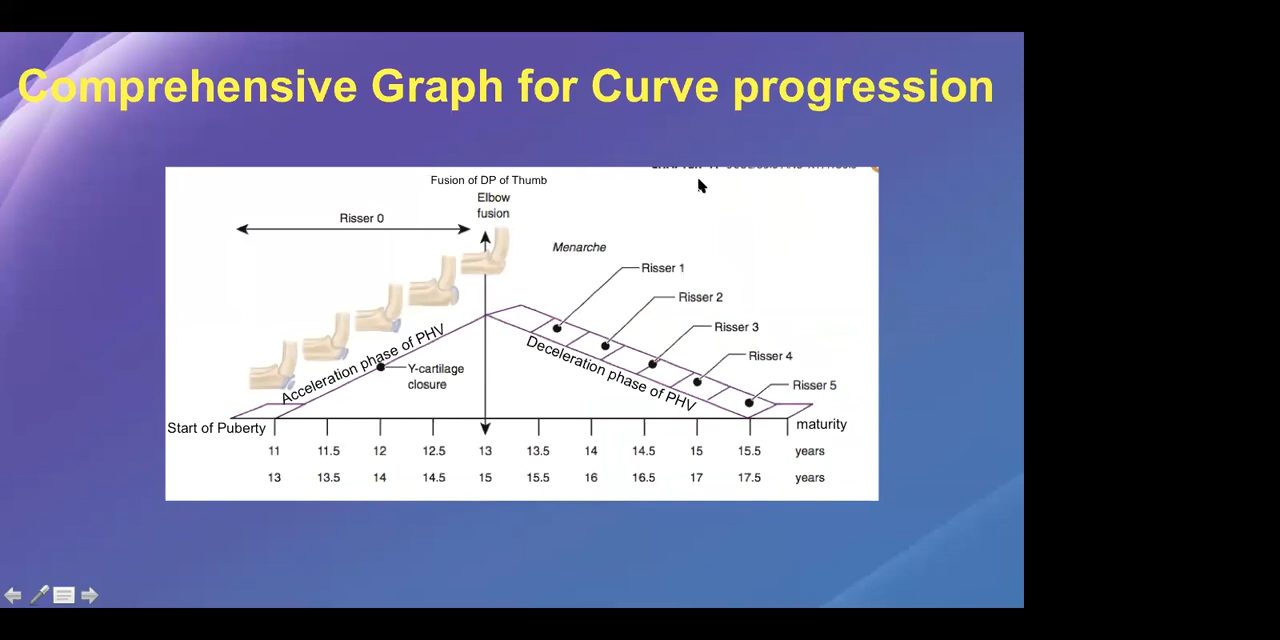 Comprehensive Graph for Curve progression
Fusion of DP of Thumb
Elbow
fusion
Risser 0
Menarche
Risser 1
Risser 2
Risser 3
Risser 4
Risser 5
Acceleration phase of PHV
Y-cartilage
closure
Deceleration phase of PHV
Start of Puberty
maturity
11 11.5 12 12.5 13 13.5 14 14.5 15 15.5 years
13 13.5 14 14.5 15 15.5 16 16.5 17 17.5 years